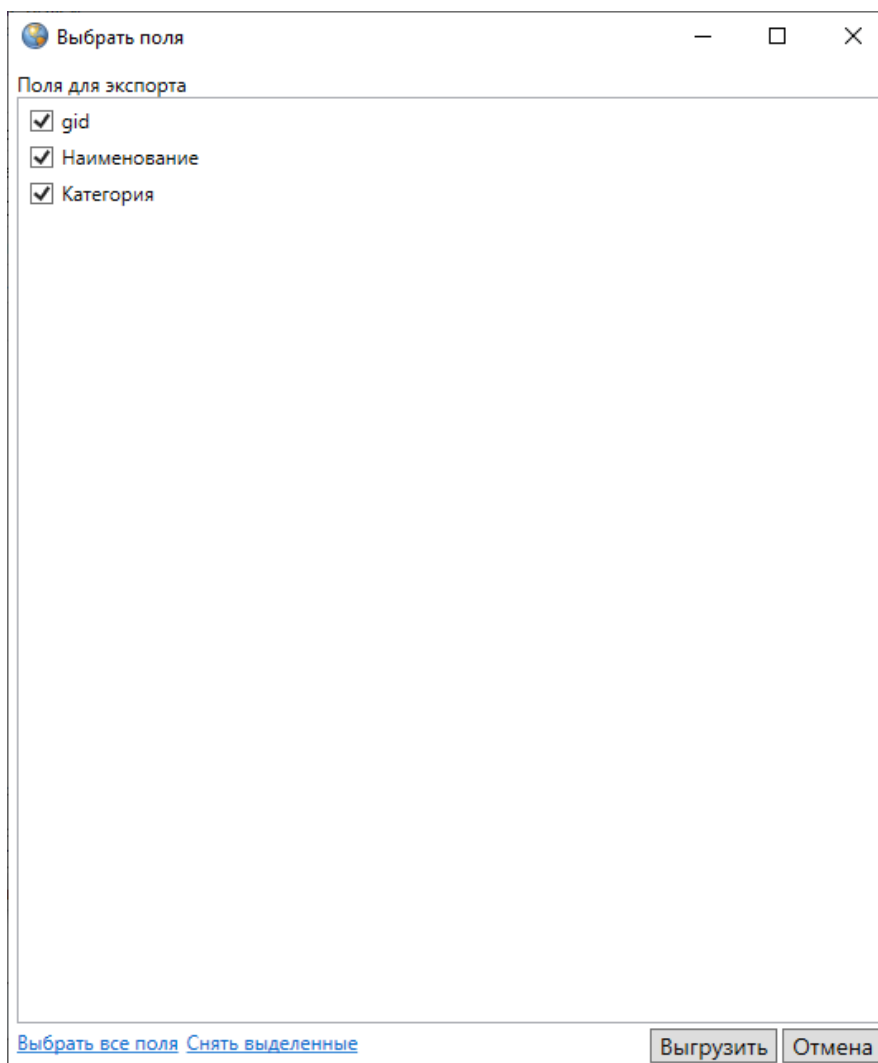 Выбрать поля
Поля для экспорта
gid
Наименование
Категория
Выбрать все поля Снять выделенные
Выгрузить Отмена